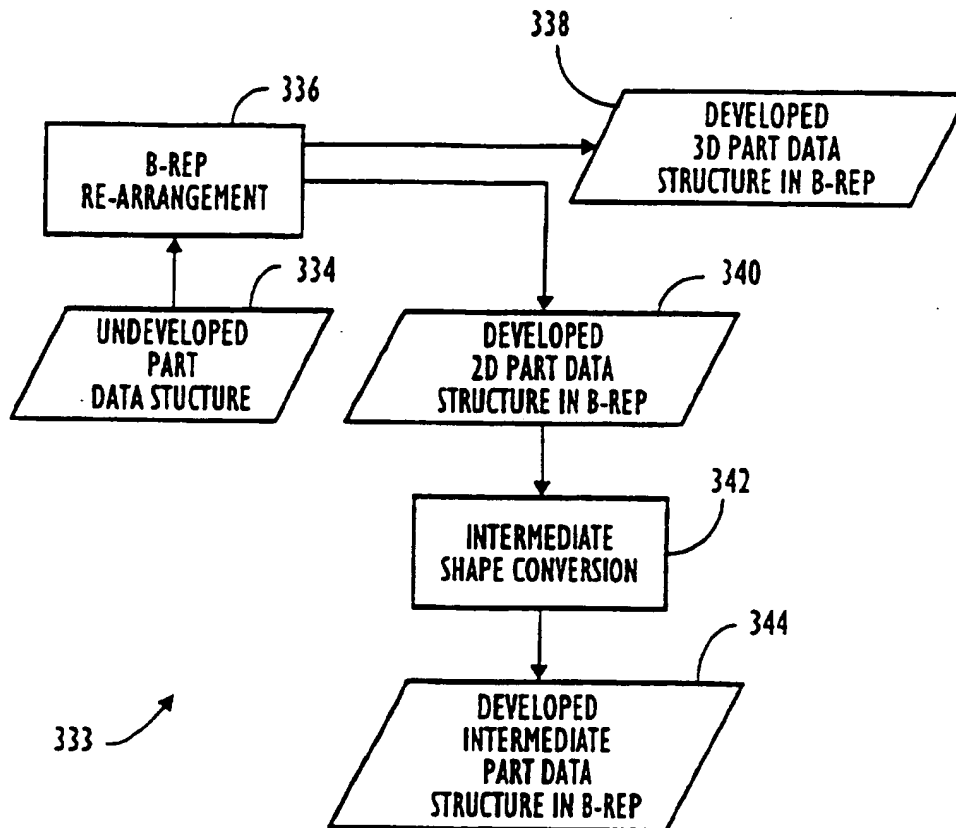 338
336
DEVELOPED
3D PART DATA
STRUCTURE IN B-REP
B-REP
RE-ARRANGEMENT
334
340
UNDEVELOPED
PART
DATA STUCTURE
DEVELOPED
2D PART DATA
STRUCTURE IN B-REP
342
INTERMEDIATE
SHAPE CONVERSION
344
333
DEVELOPED
INTERMEDIATE
PART DATA
STRUCTURE IN B-REP